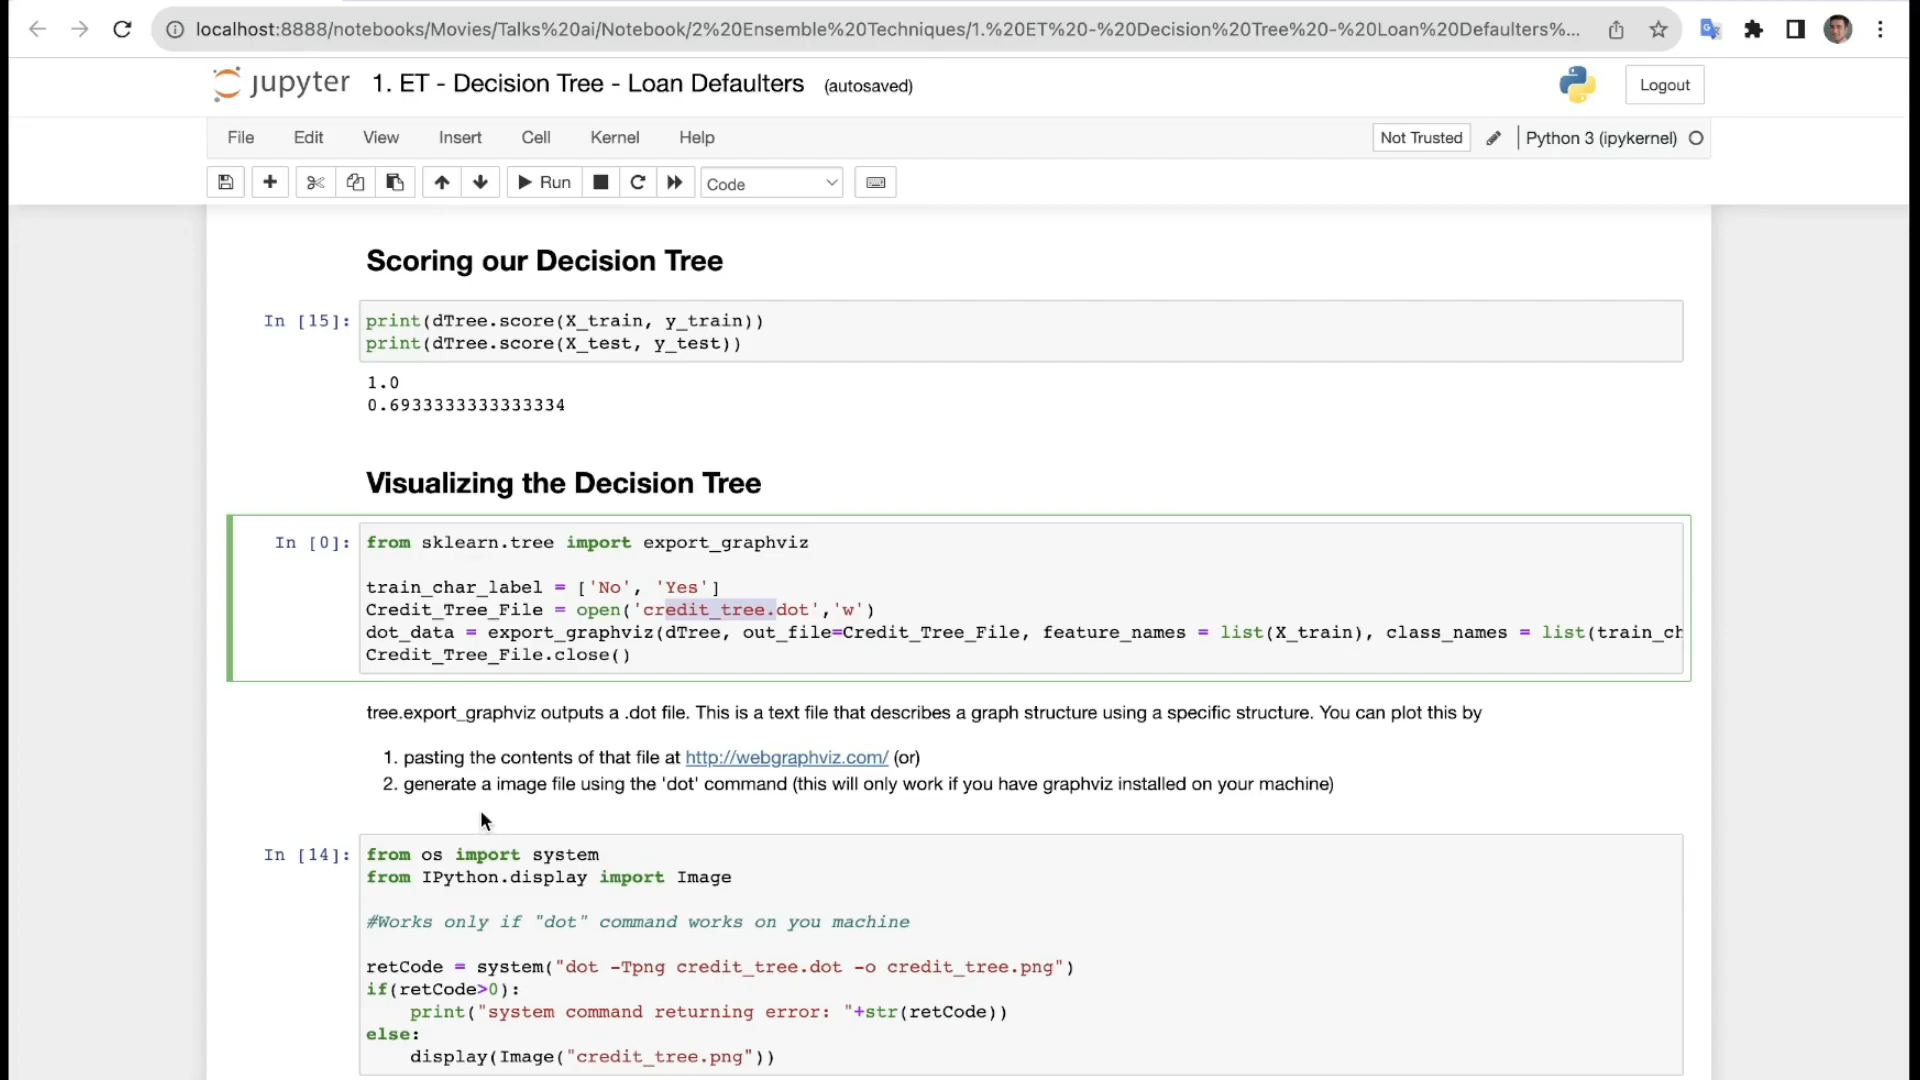 localhost:8888/notebooks/Movies/Talks%20ai/Notebook/2%20Ensemble%20Techniques/1.%20ET%20-%20Decision%20Tree%20-%20Loan%20Defaulters%...
jupyter 1. ET - Decision Tree - Loan Defaulters (autosaved)
Logout
File Edit View Insert Cell Kernel Help
Not Trusted
Python 3 (ipykernel)
Run
Code
Scoring our Decision Tree
In [15]: print(dTree.score(X_train, y_train))
print(dTree.score(X_test, y_test))
1.0
0.6933333333333334
Visualizing the Decision Tree
In [0]: from sklearn.tree import export_graphviz
train_char_label = ['No', 'Yes']
Credit_Tree_File = open('credit_tree.dot','w')
dot_data = export_graphviz(dTree, out_file=Credit_Tree_File, feature_names = list(X_train), class_names = list(train_ch
Credit_Tree_File.close()
tree.export_graphviz outputs a .dot file. This is a text file that describes a graph structure using a specific structure. You can plot this by
1. pasting the contents of that file at http://webgraphviz.com/ (or)
2. generate a image file using the 'dot' command (this will only work if you have graphviz installed on your machine)
In [14]: from os import system
from IPython.display import Image
#Works only if "dot" command works on you machine
retCode = system("dot -Tpng credit_tree.dot -o credit_tree.png")
if(retCode>0):
print("system command returning error: "+str(retCode))
else:
display(Image("credit_tree.png"))